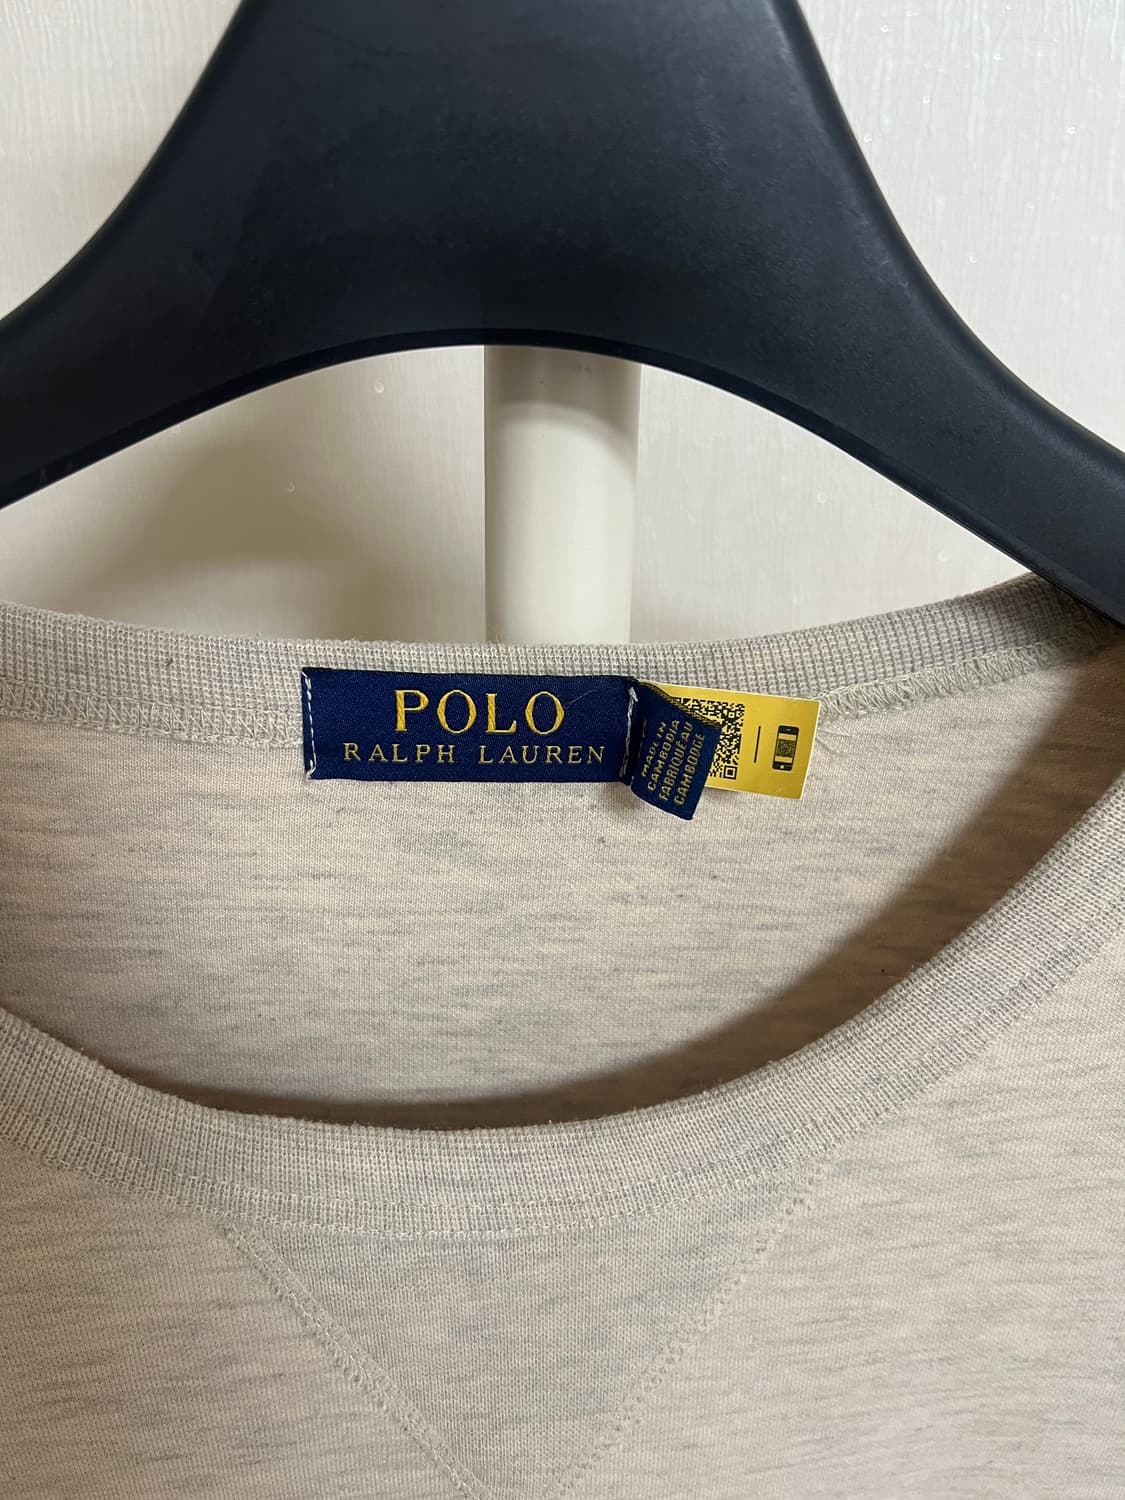 POLO
RALPH LAUREN
MADE IN
CAMBODIA
FABRIQUÉ AU
CAMBODGE